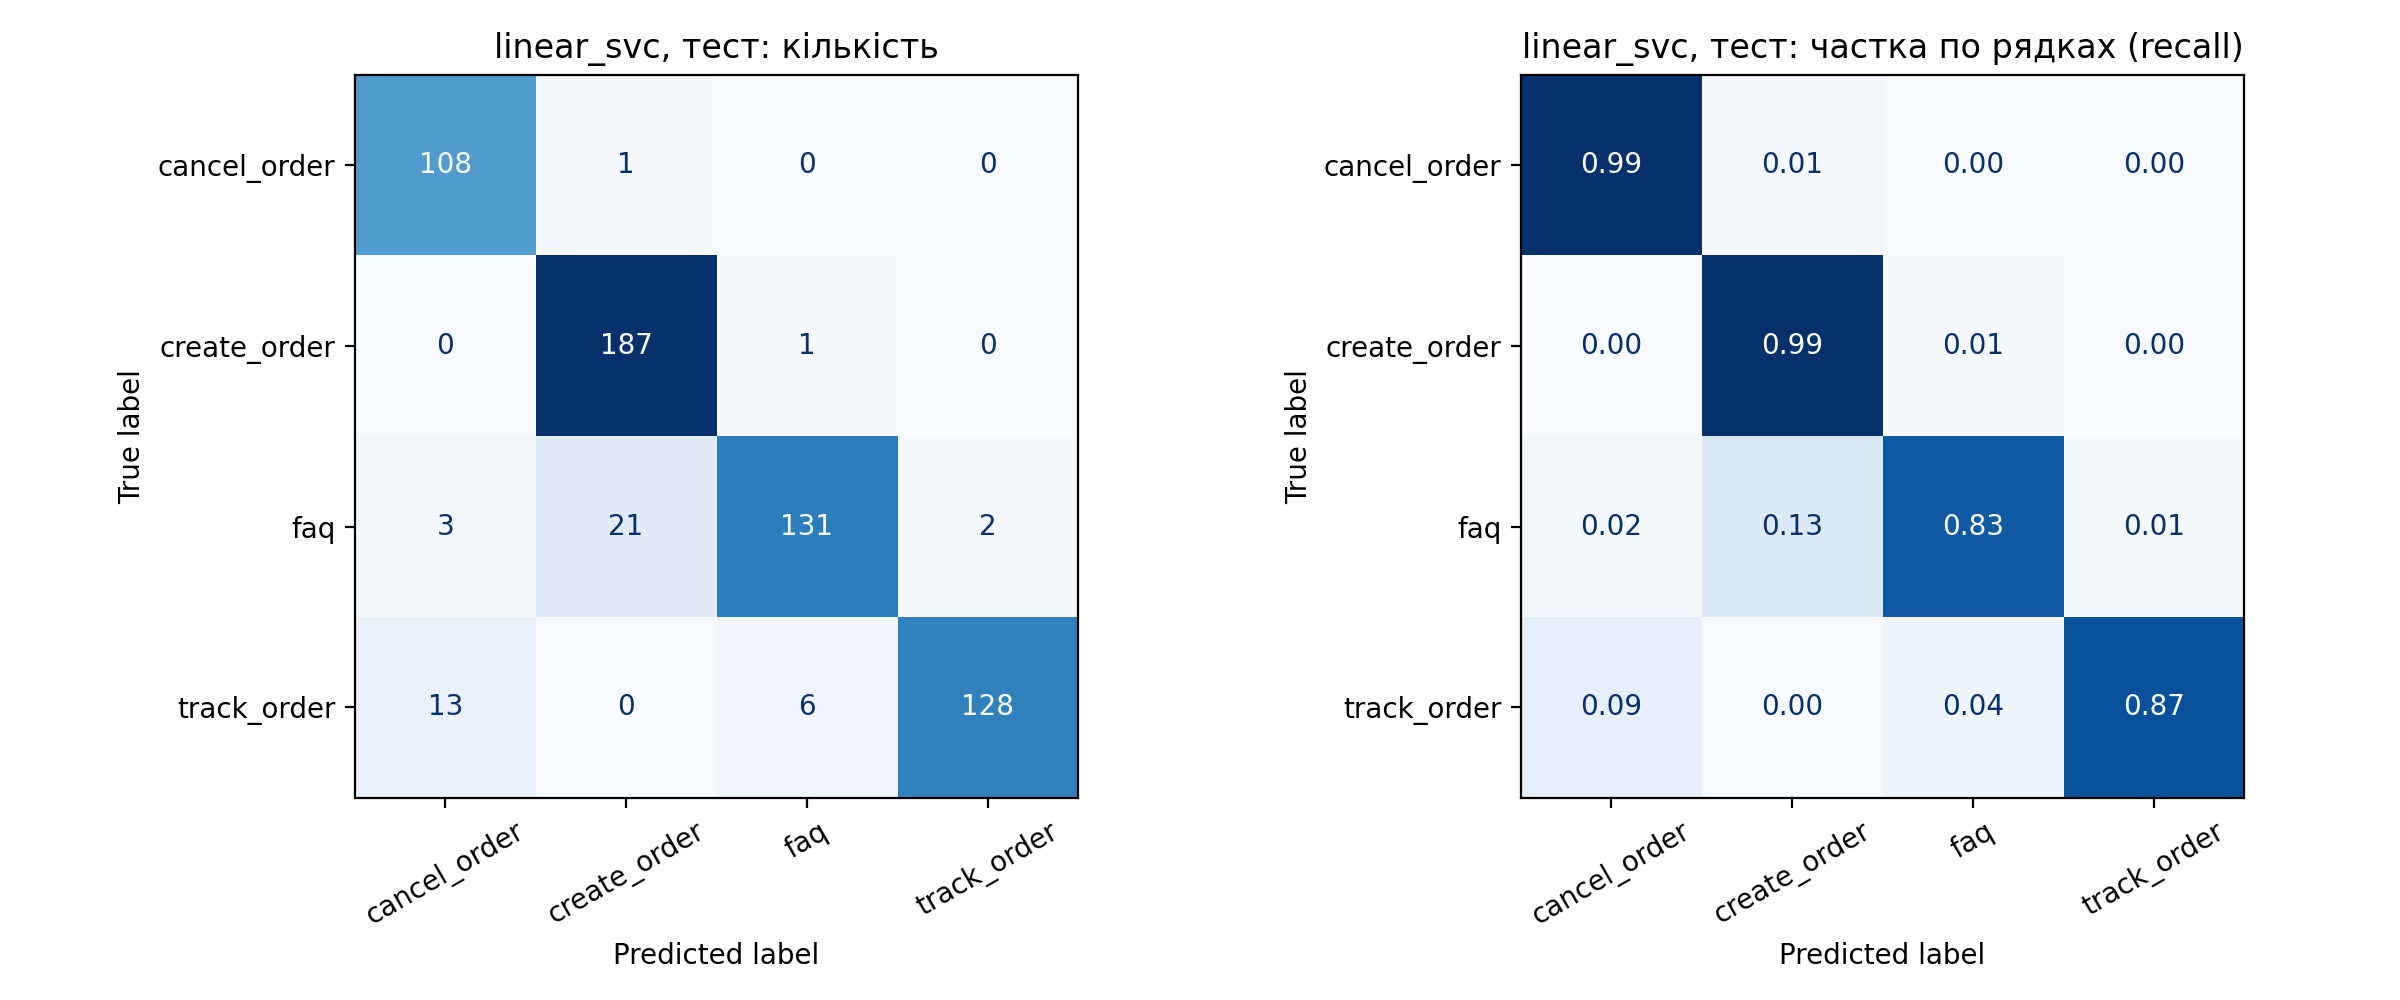 linear_svc, тест: кількість
True label
cancel_order 108 1 0 0
create_order 0 187 1 0
faq 3 21 131 2
track_order 13 0 6 128
cancel_order create_order faq track_order
Predicted label
linear_svc, тест: частка по рядках (recall)
True label
cancel_order 0.99 0.01 0.00 0.00
create_order 0.00 0.99 0.01 0.00
faq 0.02 0.13 0.83 0.01
track_order 0.09 0.00 0.04 0.87
cancel_order create_order faq track_order
Predicted label